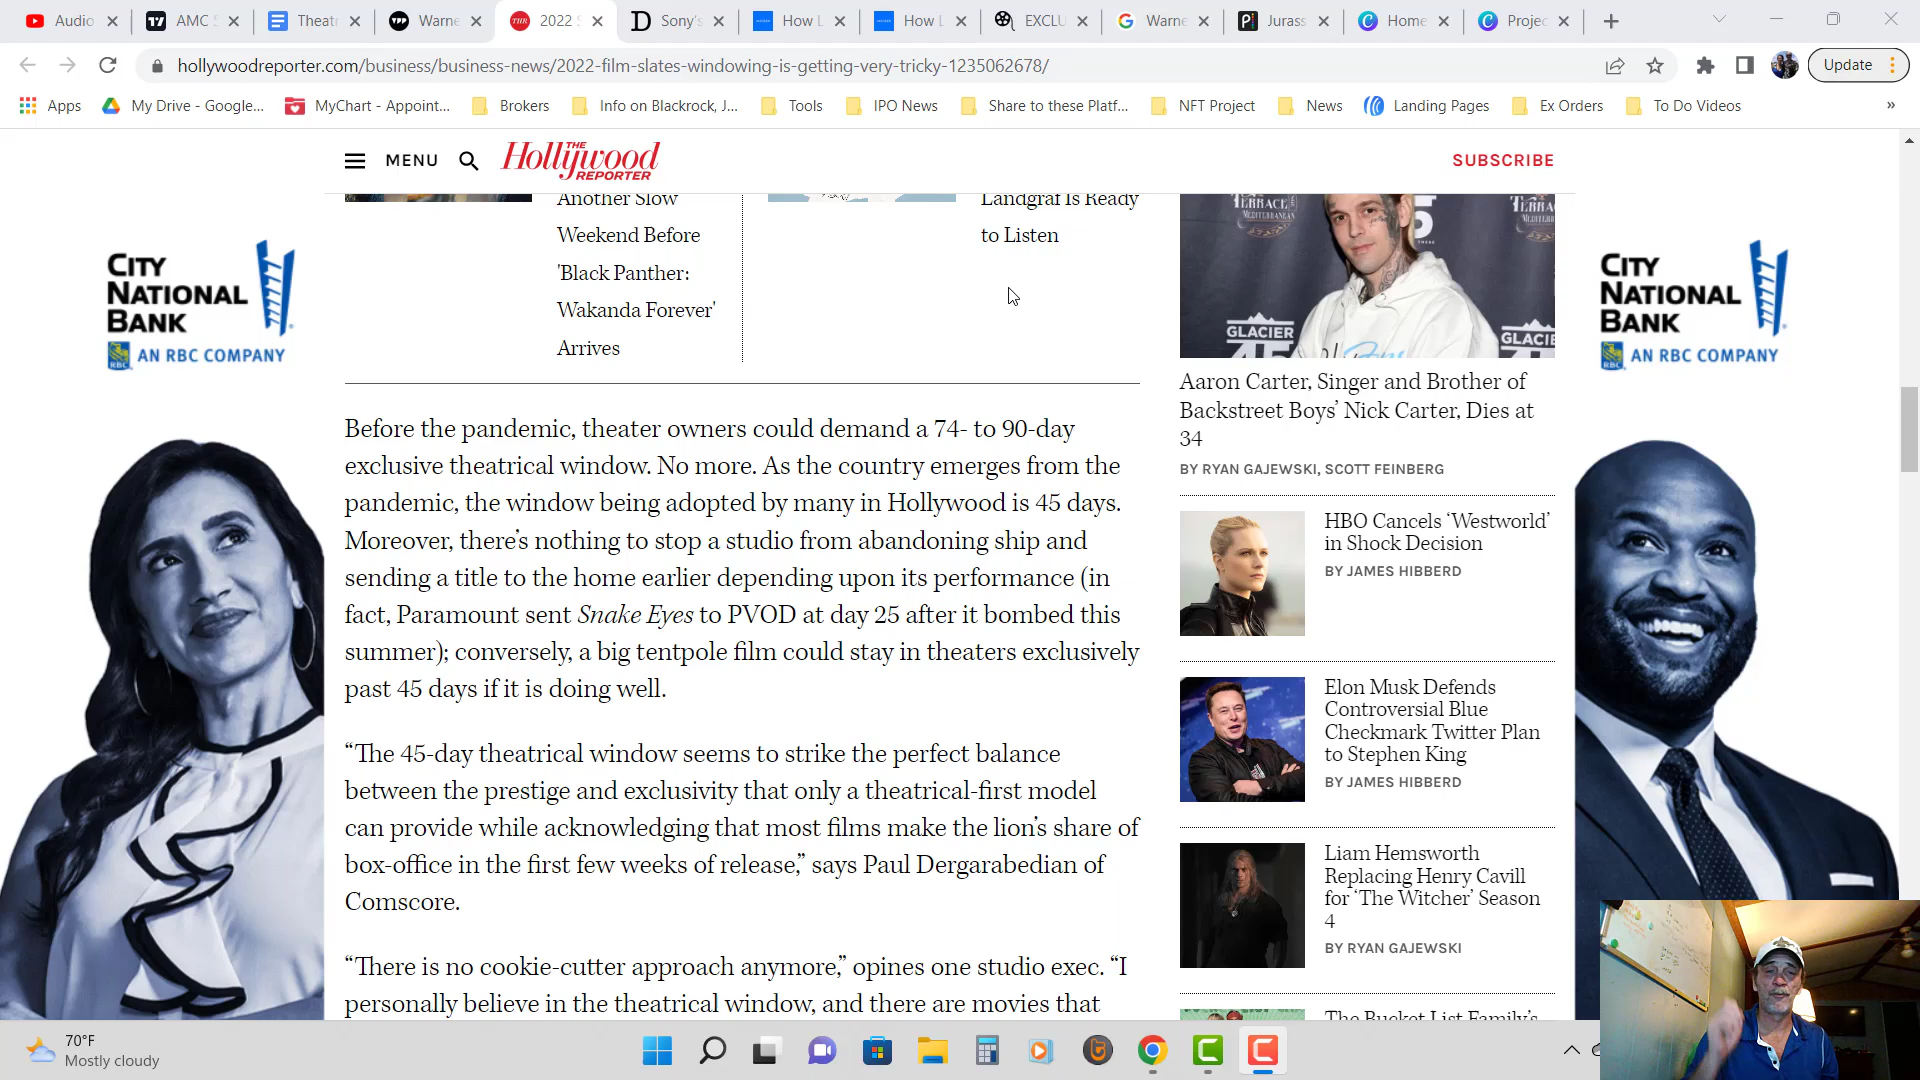 Audio
AMC S
Theatr
Warne
2022 S
Sony's
How L
How L
EXCLU
Warne
Jurass
Home
Projec
hollywoodreporter.com/business/business-news/2022-film-slates-windowing-is-getting-very-tricky-1235062678/
Update
Apps
My Drive - Google...
MyChart - Appoint...
Brokers
Info on Blackrock, J...
Tools
IPO News
Share to these Platf...
NFT Project
News
Landing Pages
Ex Orders
To Do Videos
»
MENU
THE
Hollywood
REPORTER
SUBSCRIBE
CITY
NATIONAL
BANK
RBC
AN RBC COMPANY
Another Slow
Weekend Before
'Black Panther:
Wakanda Forever'
Arrives
Landgraf Is Ready
to Listen
Before the pandemic, theater owners could demand a 74- to 90-day
exclusive theatrical window. No more. As the country emerges from the
pandemic, the window being adopted by many in Hollywood is 45 days.
Moreover, there’s nothing to stop a studio from abandoning ship and
sending a title to the home earlier depending upon its performance (in
fact, Paramount sent Snake Eyes to PVOD at day 25 after it bombed this
summer); conversely, a big tentpole film could stay in theaters exclusively
past 45 days if it is doing well.
“The 45-day theatrical window seems to strike the perfect balance
between the prestige and exclusivity that only a theatrical-first model
can provide while acknowledging that most films make the lion’s share of
box-office in the first few weeks of release,” says Paul Dergarabedian of
Comscore.
“There is no cookie-cutter approach anymore,” opines one studio exec. “I
personally believe in the theatrical window, and there are movies that
TERRACE
MEDITERRANEAN
GLACIER
GLACIE
Aaron Carter, Singer and Brother of
Backstreet Boys’ Nick Carter, Dies at
34
BY RYAN GAJEWSKI, SCOTT FEINBERG
HBO Cancels ‘Westworld’
in Shock Decision
BY JAMES HIBBERD
Elon Musk Defends
Controversial Blue
Checkmark Twitter Plan
to Stephen King
BY JAMES HIBBERD
Liam Hemsworth
Replacing Henry Cavill
for ‘The Witcher’ Season
4
BY RYAN GAJEWSKI
The Bucket List Family’s
CITY
NATIONAL
BANK
RBC
AN RBC COMPANY
70°F
Mostly cloudy